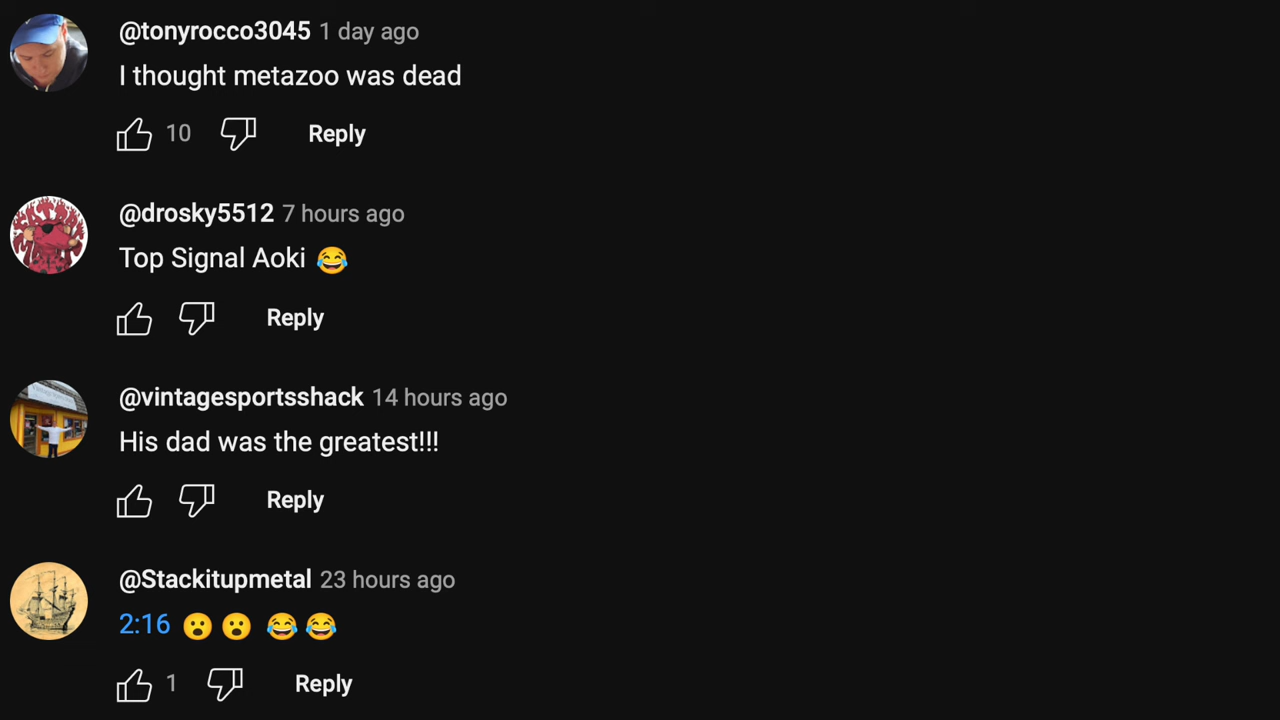 @tonyrocco3045 1 day ago
I thought metazoo was dead
10 Reply
@drosky5512 7 hours ago
Top Signal Aoki 😂
Reply
@vintagesportsshack 14 hours ago
His dad was the greatest!!!
Reply
@Stackitupmetal 23 hours ago
2:16 😮 😮 😂 😂
1 Reply